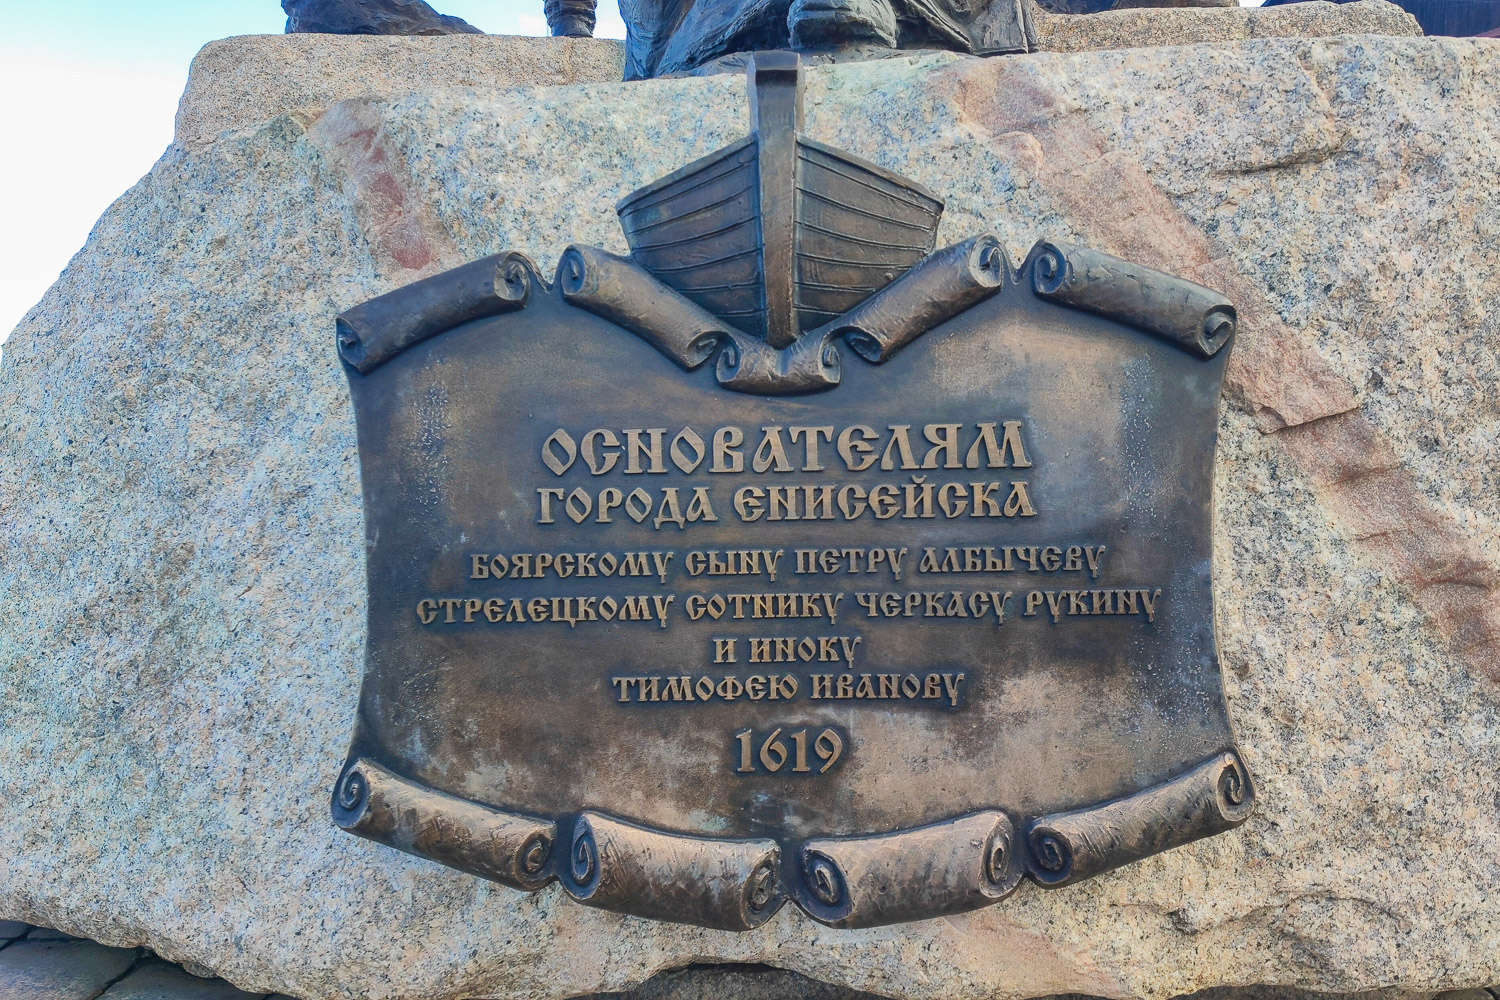 ОСНОВАТЕЛЯМ
ГОРОДА ЕНИСЕЙСКА
БОЯРСКОМУ СЫНУ ПЕТРУ АЛБЫЧЕВУ
СТРЕЛЕЦКОМУ СОТНИКУ ЧЕРКАСУ РУКИНУ
И ИНОКУ
ТИМОФЕЮ ИВАНОВУ
1619